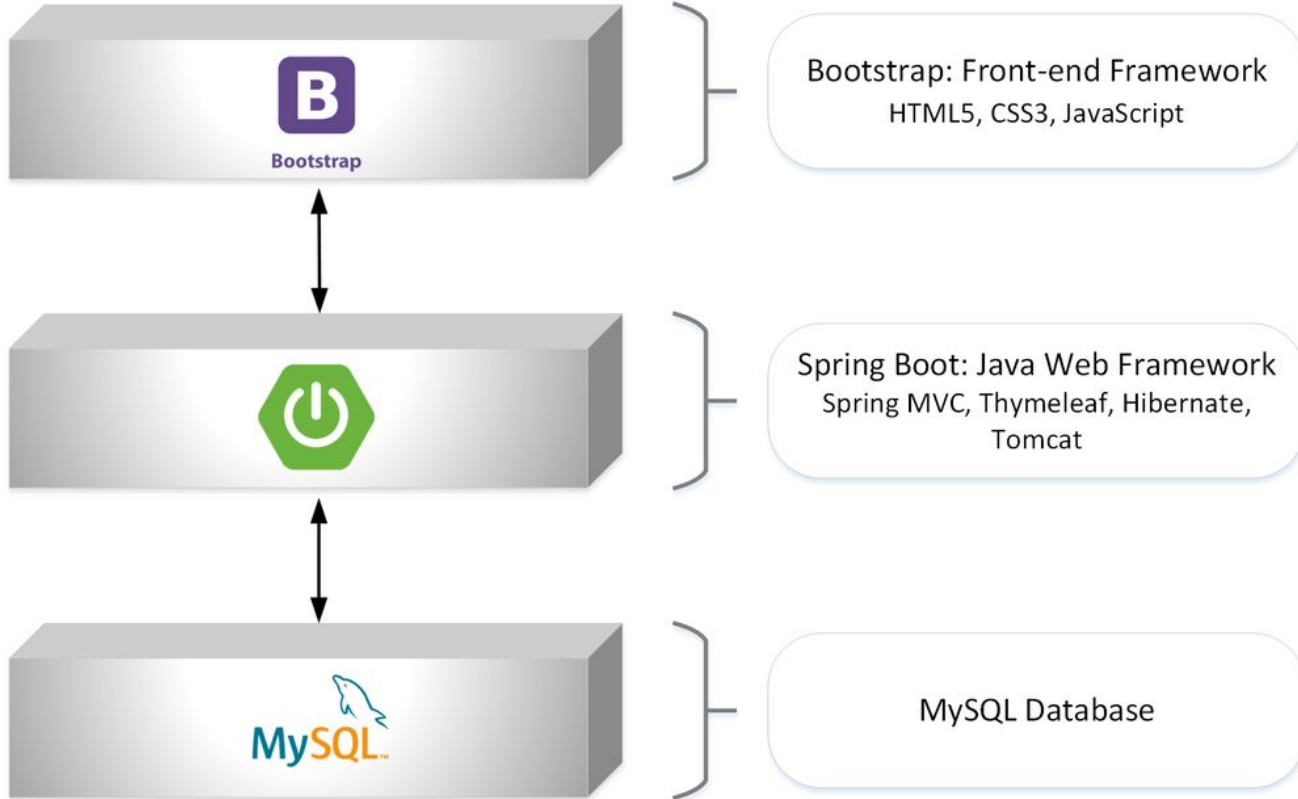 B
Bootstrap
Bootstrap: Front-end Framework
HTML5, CSS3, JavaScript
Spring Boot: Java Web Framework
Spring MVC, Thymeleaf, Hibernate,
Tomcat
MySQL™
MySQL Database